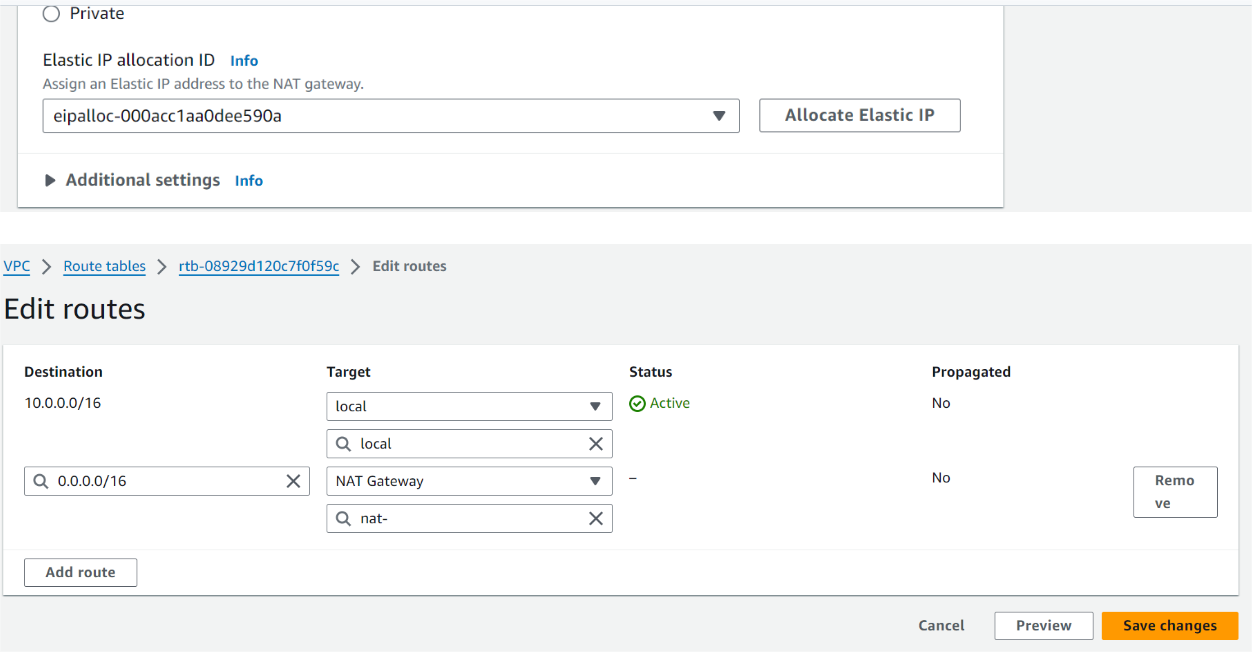 Private
Elastic IP allocation ID Info
Assign an Elastic IP address to the NAT gateway.
eipalloc-000acc1aa0dee590a Allocate Elastic IP
Additional settings Info
VPC Route tables rtb-08929d120c7f0f59c Edit routes
Edit routes
Destination Target Status Propagated
10.0.0.0/16 local Active No
local
0.0.0.0/16 NAT Gateway – No Remo
ve
nat-
Add route
Cancel Preview Save changes